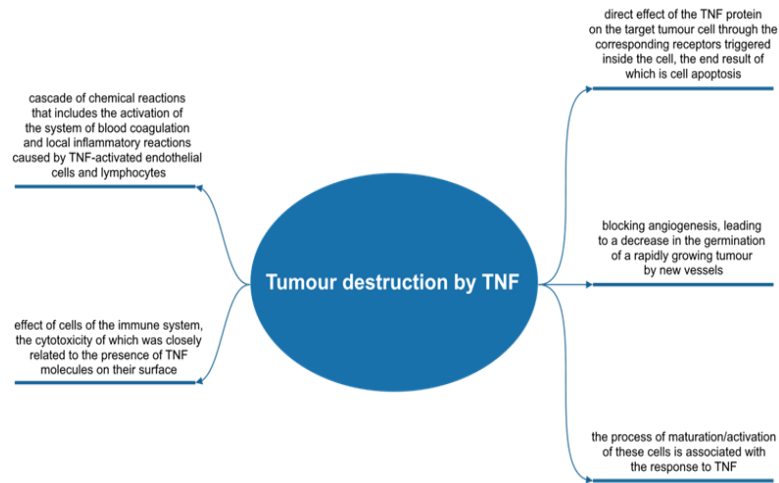 direct effect of the TNF protein
on the target tumour cell through the
corresponding receptors triggered
inside the cell, the end result of
which is cell apoptosis
cascade of chemical reactions
that includes the activation of
the system of blood coagulation
and local inflammatory reactions
caused by TNF-activated endothelial
cells and lymphocytes
blocking angiogenesis, leading
to a decrease in the germination
of a rapidly growing tumour
by new vessels
Tumour destruction by TNF
effect of cells of the immune system,
the cytotoxicity of which was closely
related to the presence of TNF
molecules on their surface
the process of maturation/activation
of these cells is associated with
the response to TNF